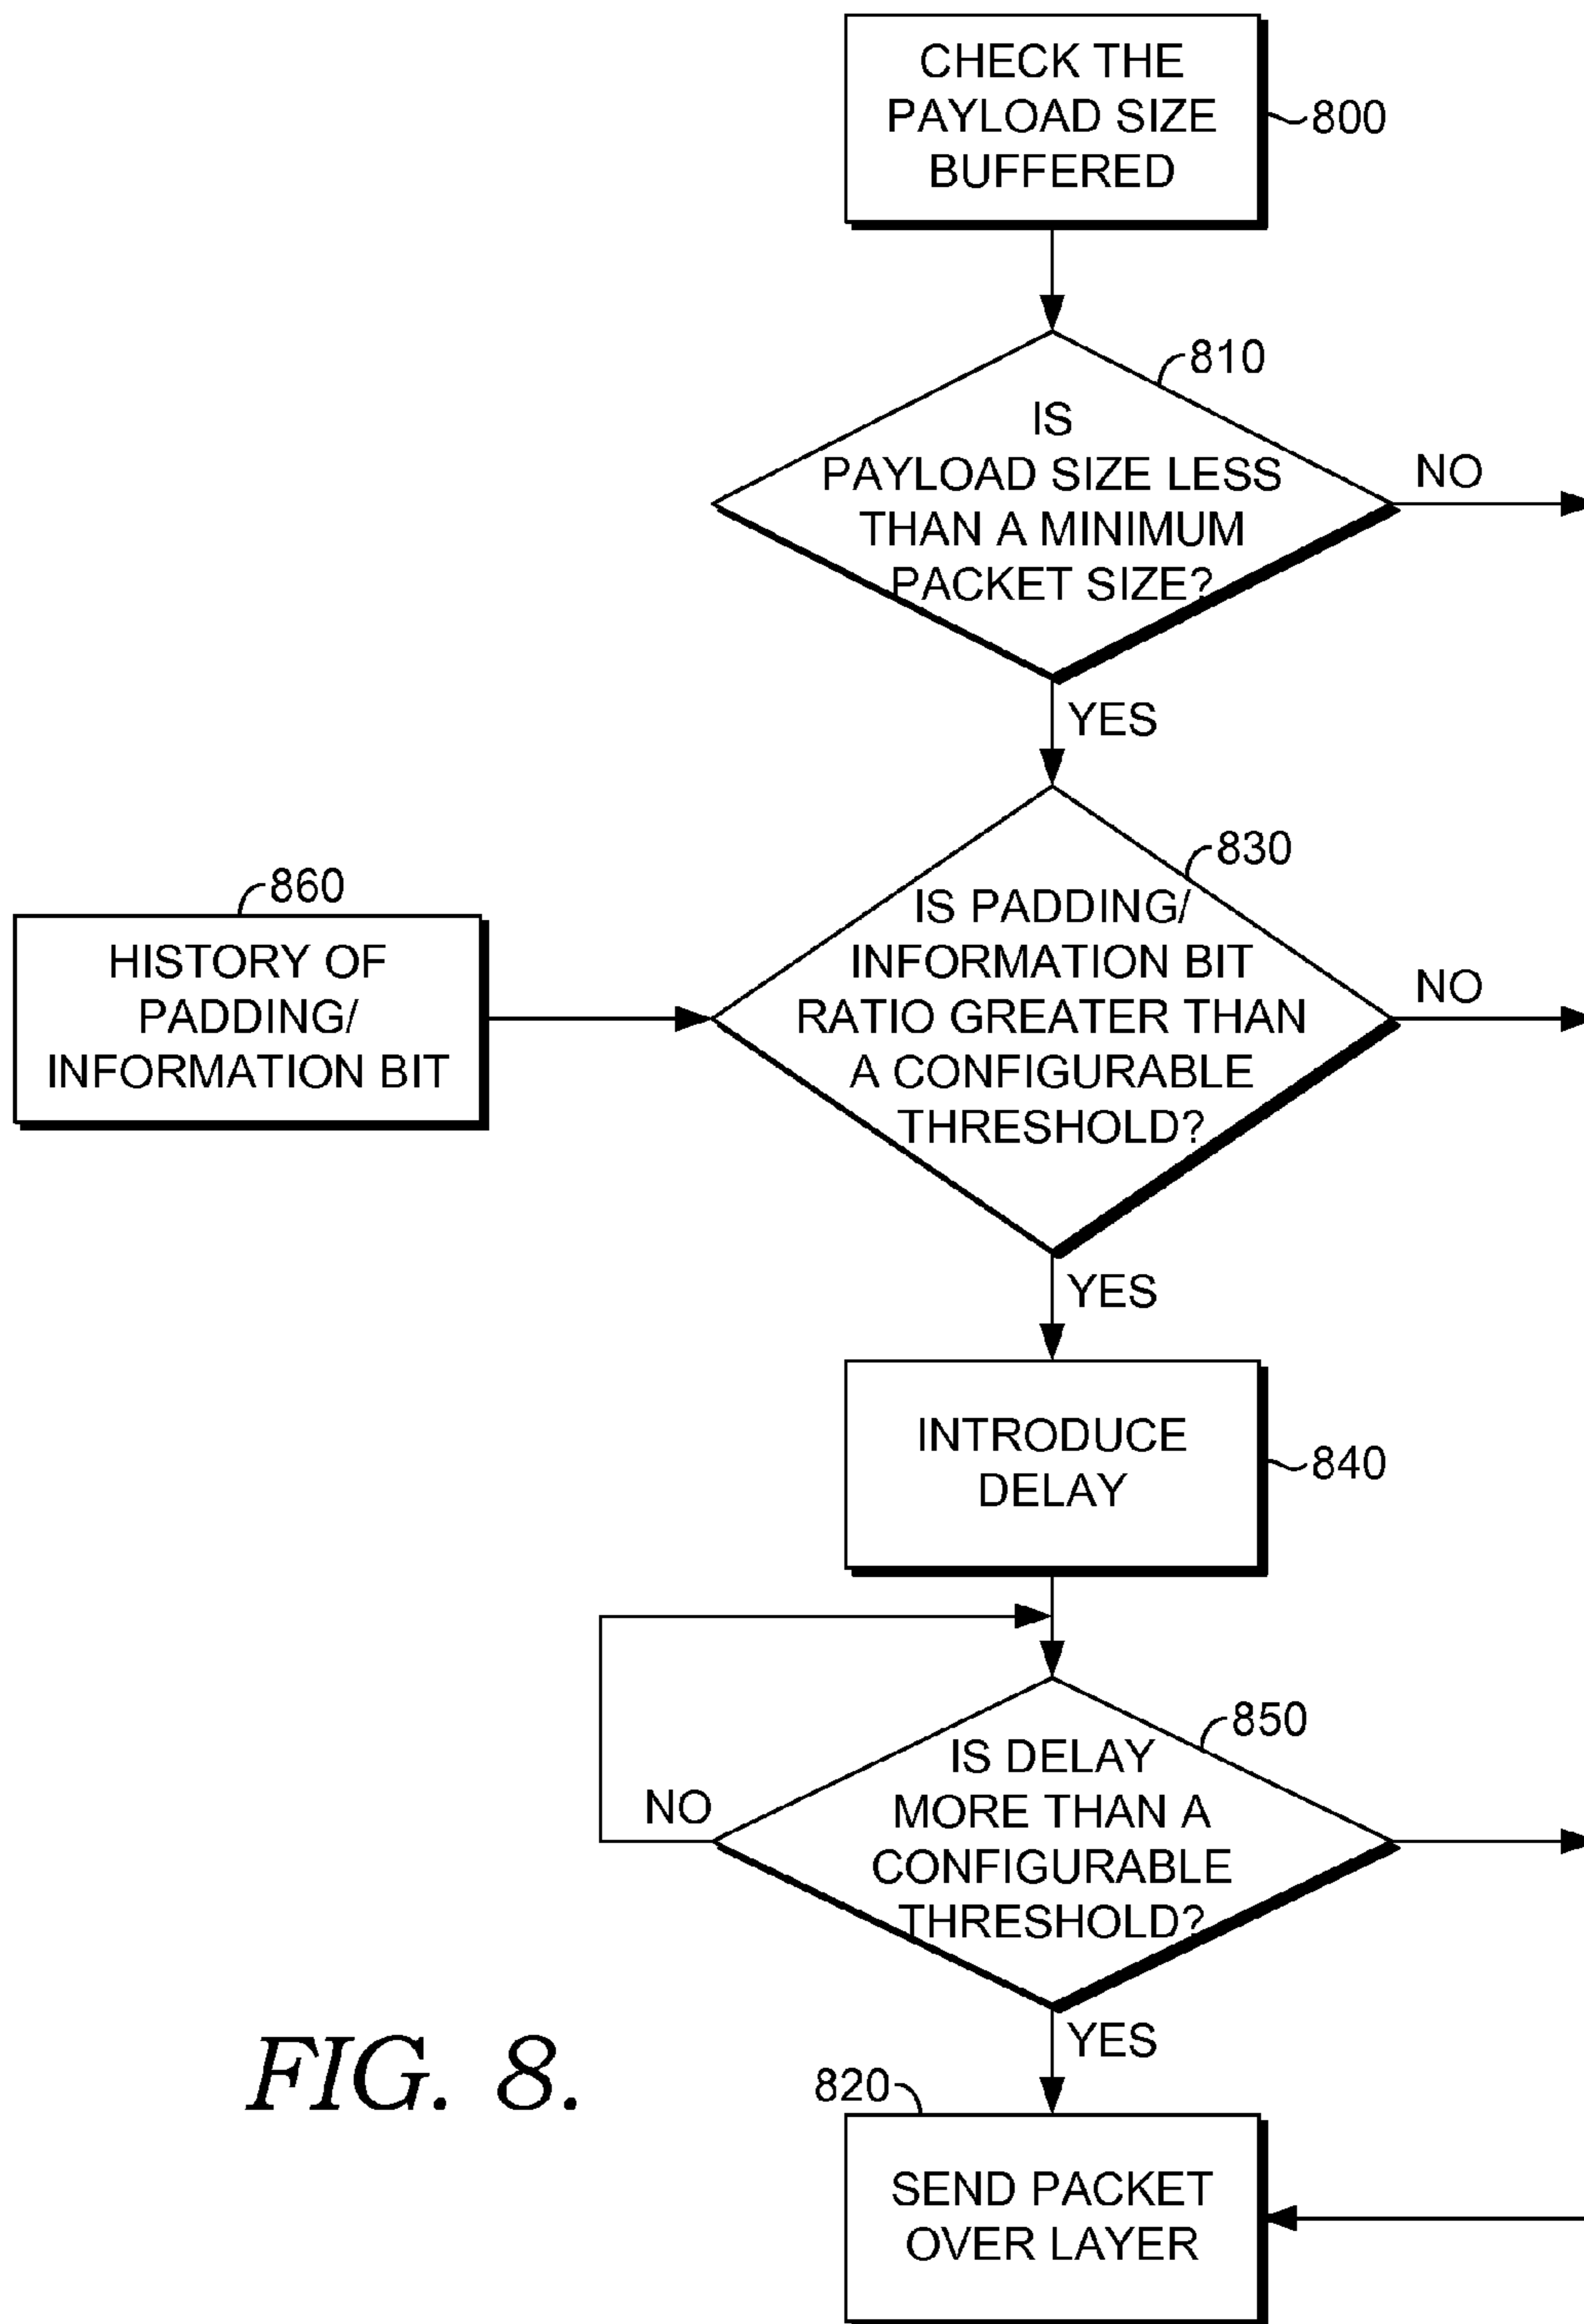 CHECK THE
PAYLOAD SIZE
BUFFERED
800
810
IS
PAYLOAD SIZE LESS
THAN A MINIMUM
PACKET SIZE?
NO
YES
830
860
HISTORY OF
PADDING/
INFORMATION BIT
IS PADDING/
INFORMATION BIT
RATIO GREATER THAN
A CONFIGURABLE
THRESHOLD?
NO
YES
INTRODUCE
DELAY
840
850
IS DELAY
MORE THAN A
CONFIGURABLE
THRESHOLD?
NO
YES
FIG. 8.
820
SEND PACKET
OVER LAYER